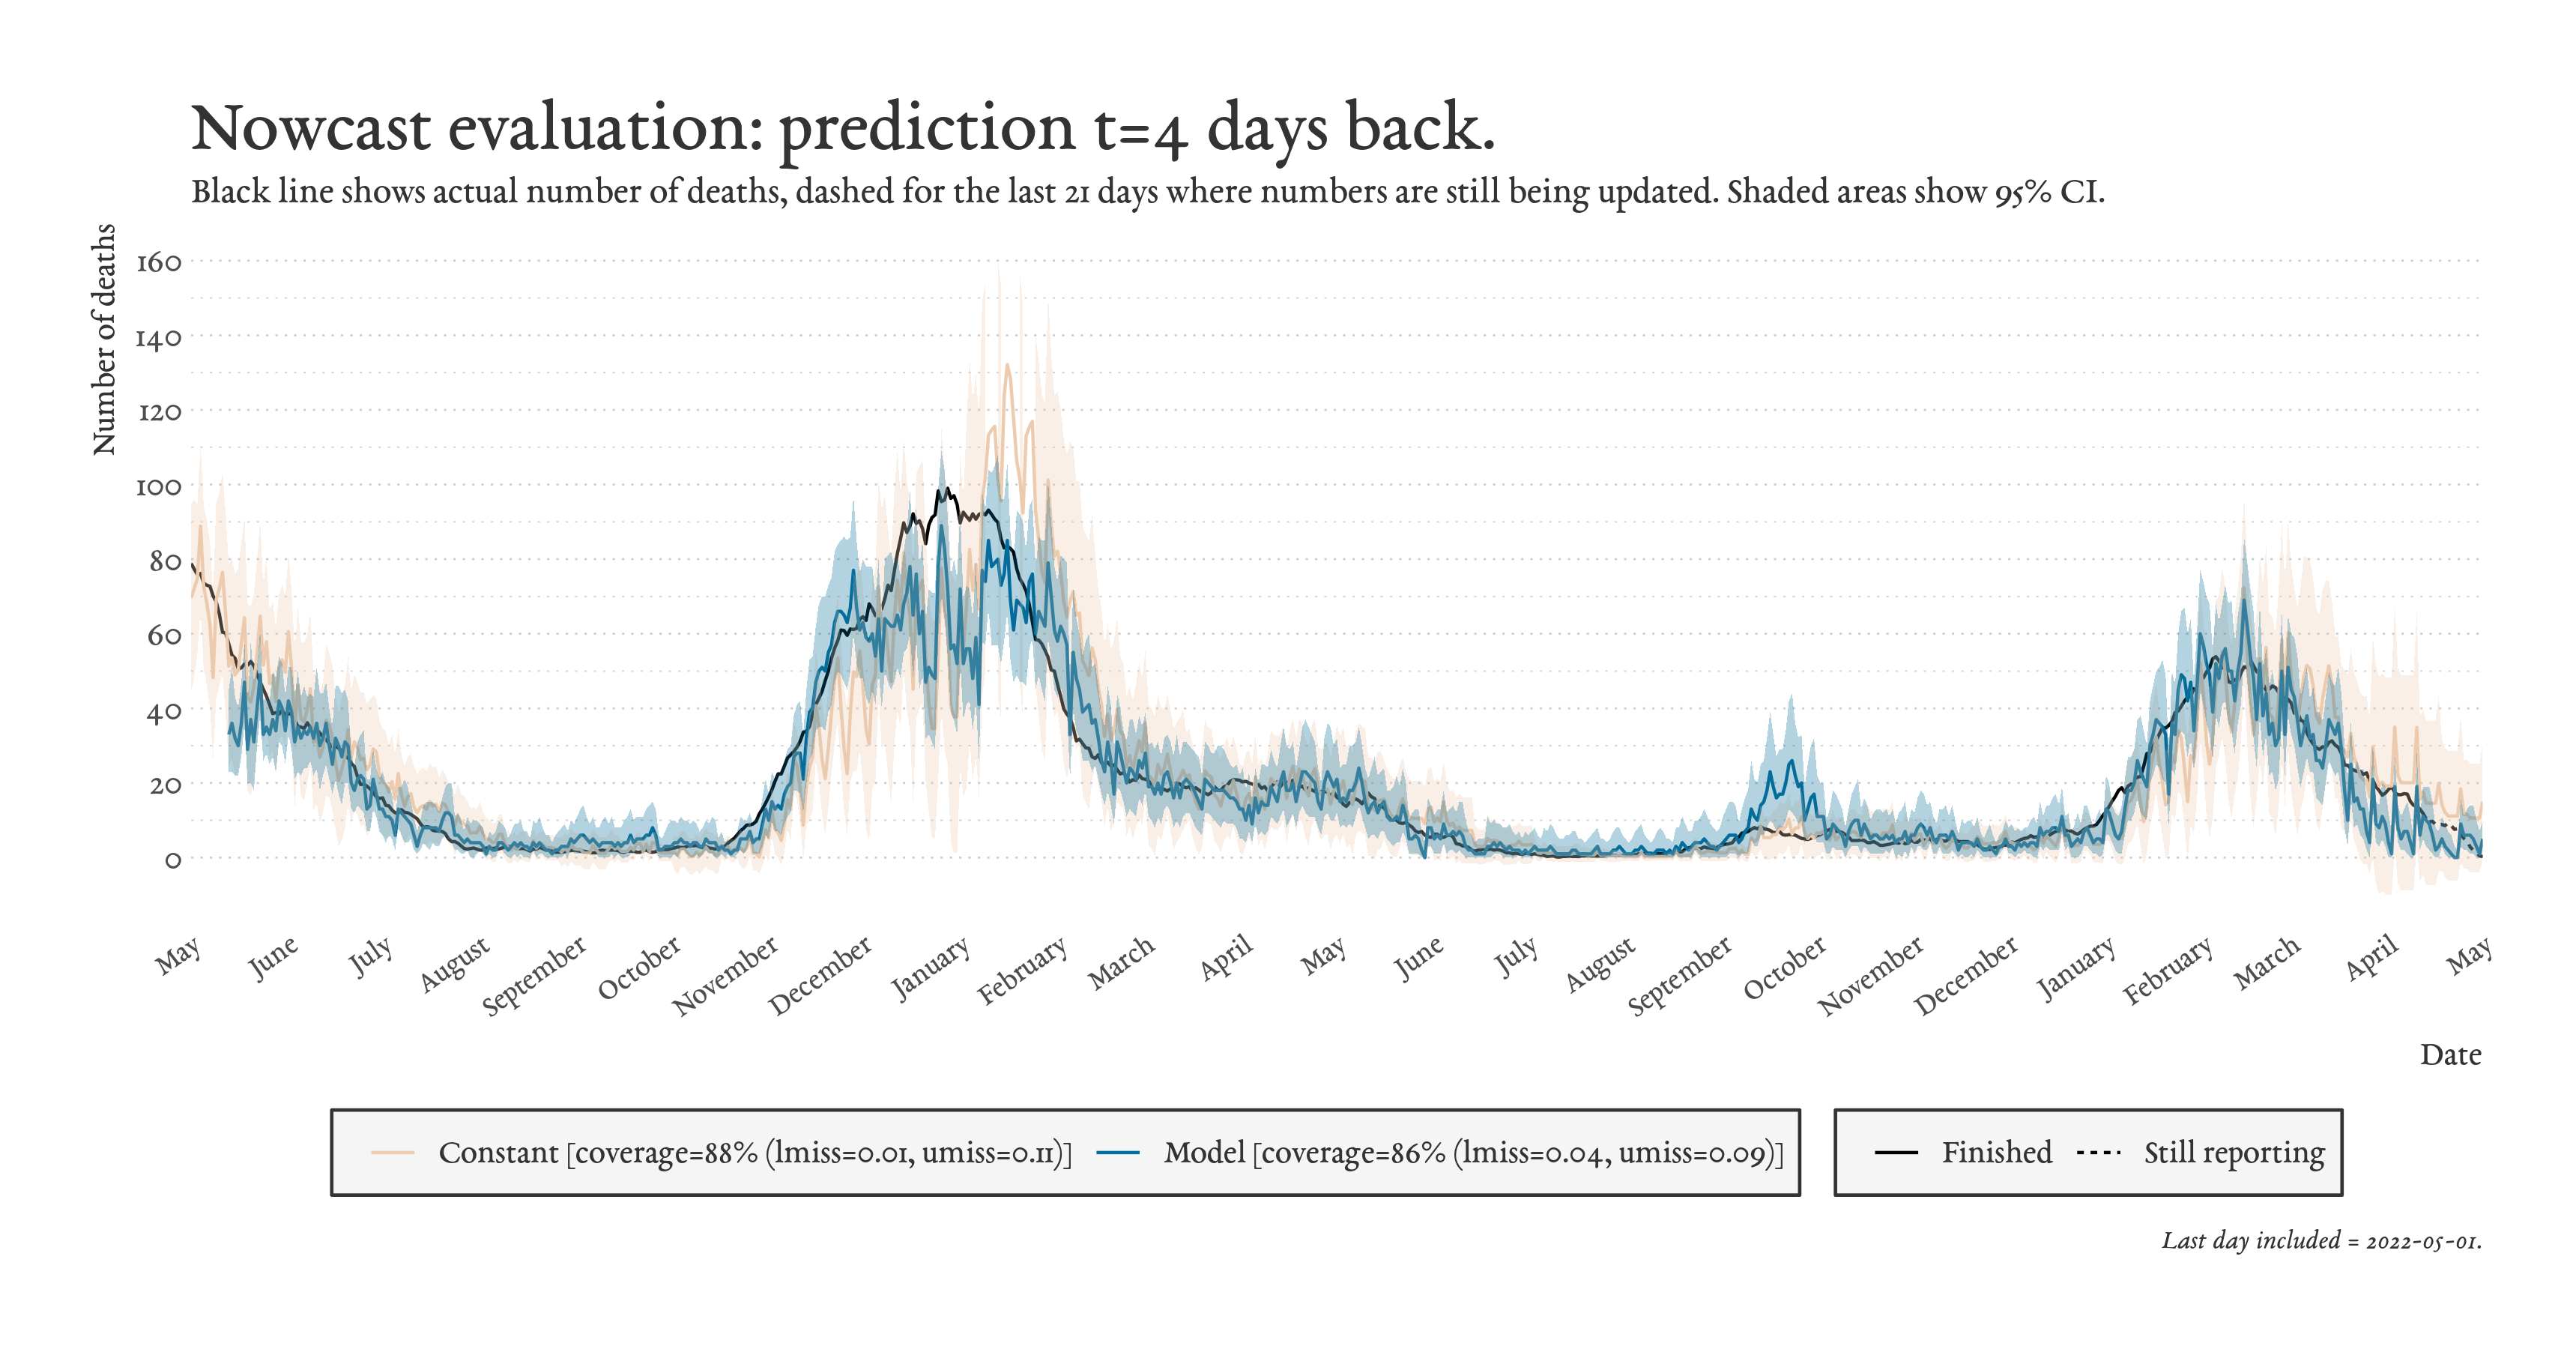 Nowcast evaluation: prediction t=4 days back.
Black line shows actual number of deaths, dashed for the last 21 days where numbers are still being updated. Shaded areas show 95% CI.
Number of deaths
160
140
120
100
80
60
40
20
0
May June July August September October November December January February March April May June July August September October November December January February March April May
Date
Constant [coverage=88% (lmiss=0.01, umiss=0.11)] Model [coverage=86% (lmiss=0.04, umiss=0.09)] Finished Still reporting
Last day included = 2022-05-01.